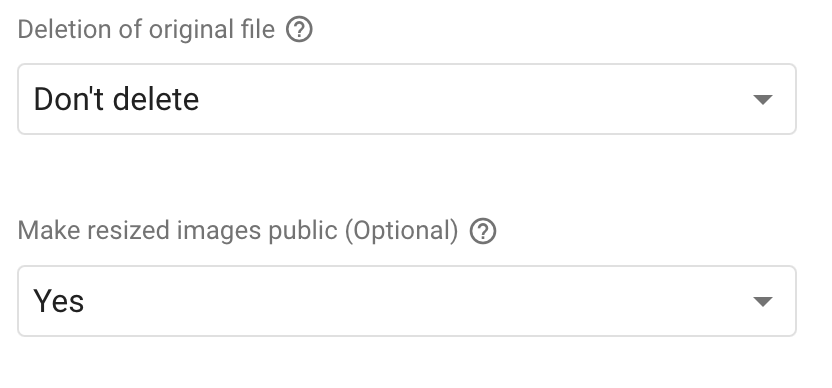 Deletion of original file
Don't delete
Make resized images public (Optional)
Yes